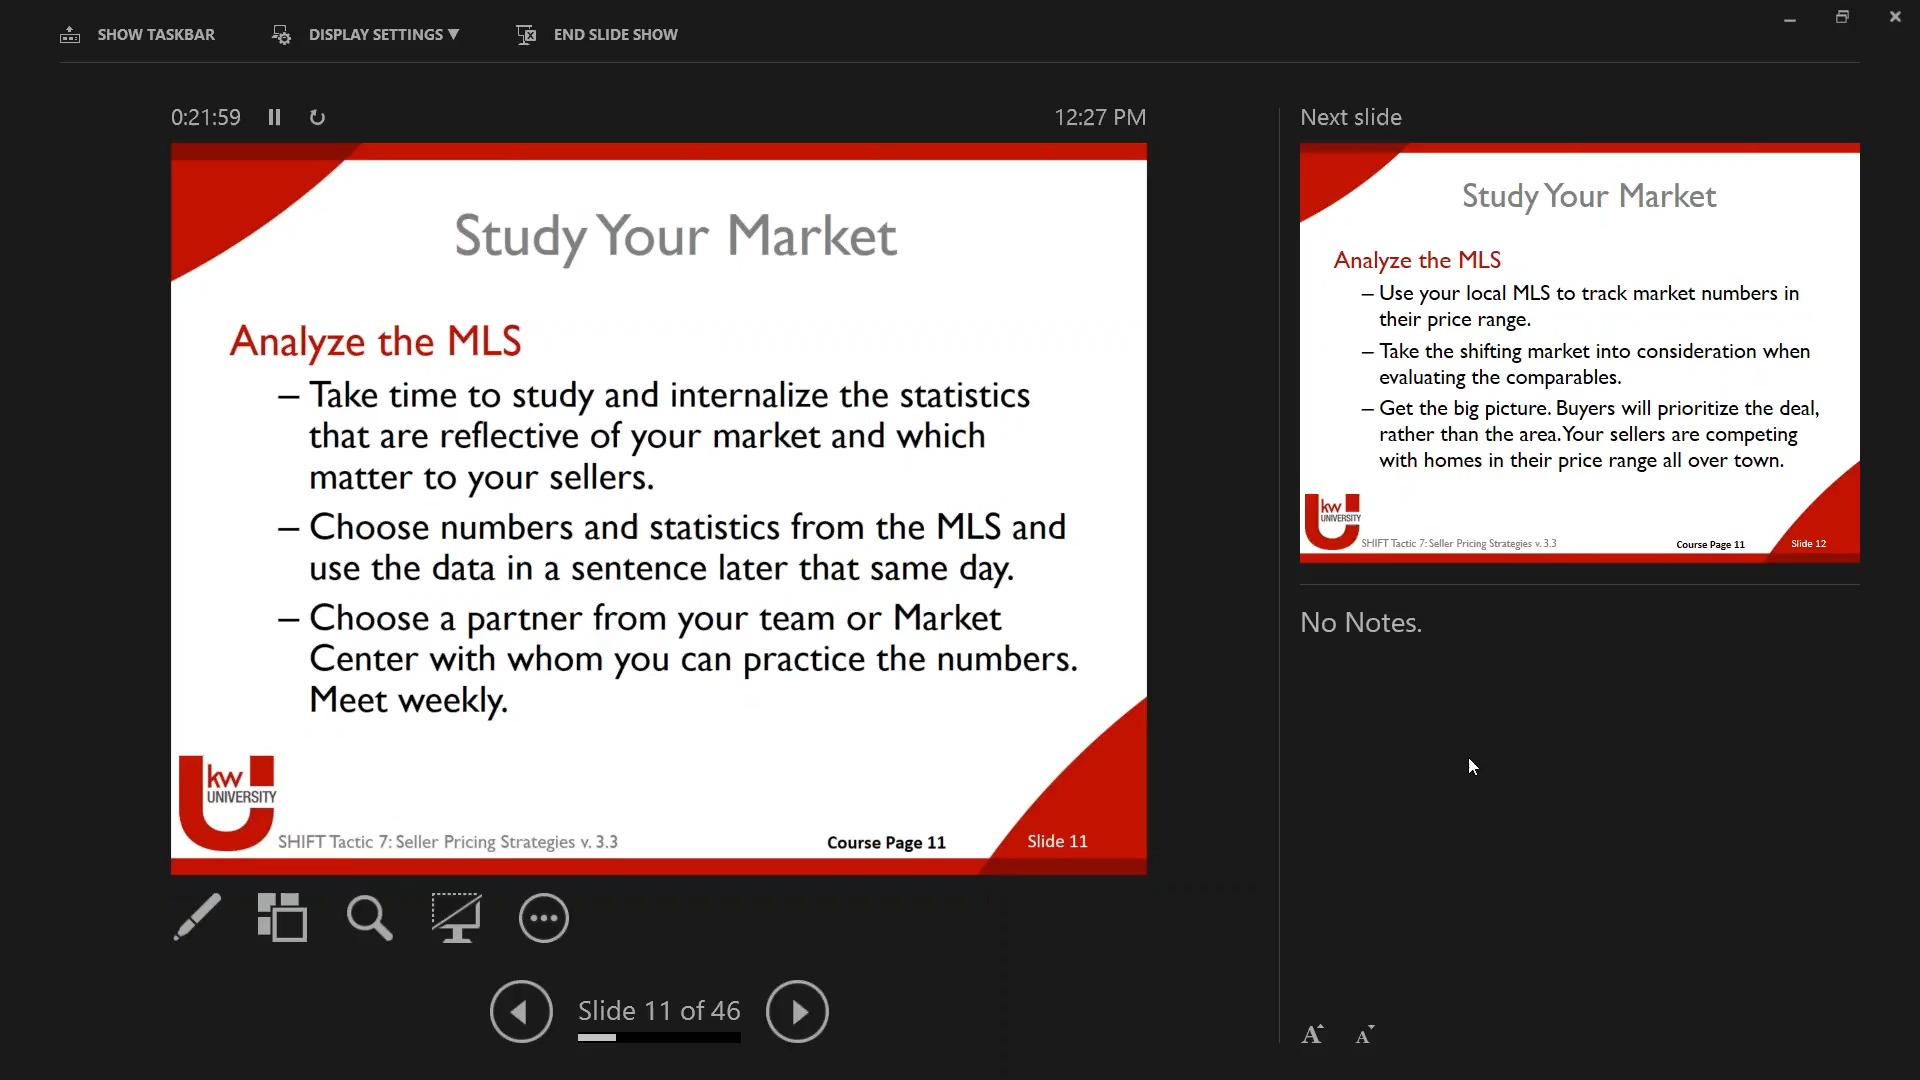 SHOW TASKBAR
DISPLAY SETTINGS ▼
END SLIDE SHOW
0:21:59
12:27 PM
Study Your Market
Analyze the MLS
– Take time to study and internalize the statistics
that are reflective of your market and which
matter to your sellers.
– Choose numbers and statistics from the MLS and
use the data in a sentence later that same day.
– Choose a partner from your team or Market
Center with whom you can practice the numbers.
Meet weekly.
kw
UNIVERSITY
SHIFT Tactic 7: Seller Pricing Strategies v. 3.3
Course Page 11
Slide 11
Slide 11 of 46
Next slide
Study Your Market
Analyze the MLS
– Use your local MLS to track market numbers in
their price range.
– Take the shifting market into consideration when
evaluating the comparables.
– Get the big picture. Buyers will prioritize the deal,
rather than the area. Your sellers are competing
with homes in their price range all over town.
kw
UNIVERSITY
SHIFT Tactic 7: Seller Pricing Strategies v. 3.3
Course Page 11
Slide 12
No Notes.
A A